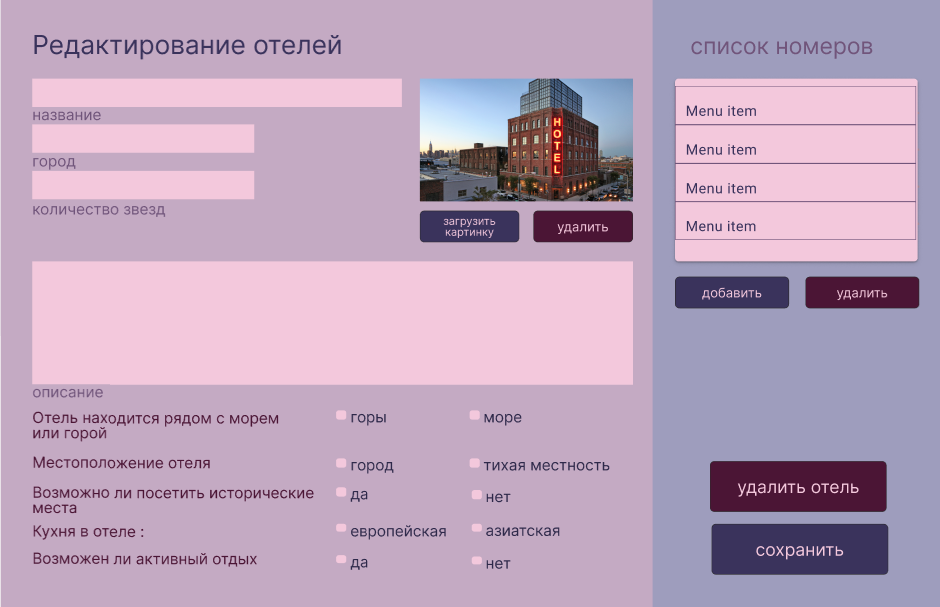 Редактирование отелей
название
город
количество звезд
HOTEL
загрузить
картинку
удалить
описание
Отель находится рядом с морем
или горой
горы
море
Местоположение отеля
город
тихая местность
Возможно ли посетить исторические
места
да
нет
Кухня в отеле :
европейская
азиатская
Возможен ли активный отдых
да
нет
список номеров
Menu item
Menu item
Menu item
Menu item
добавить
удалить
удалить отель
сохранить